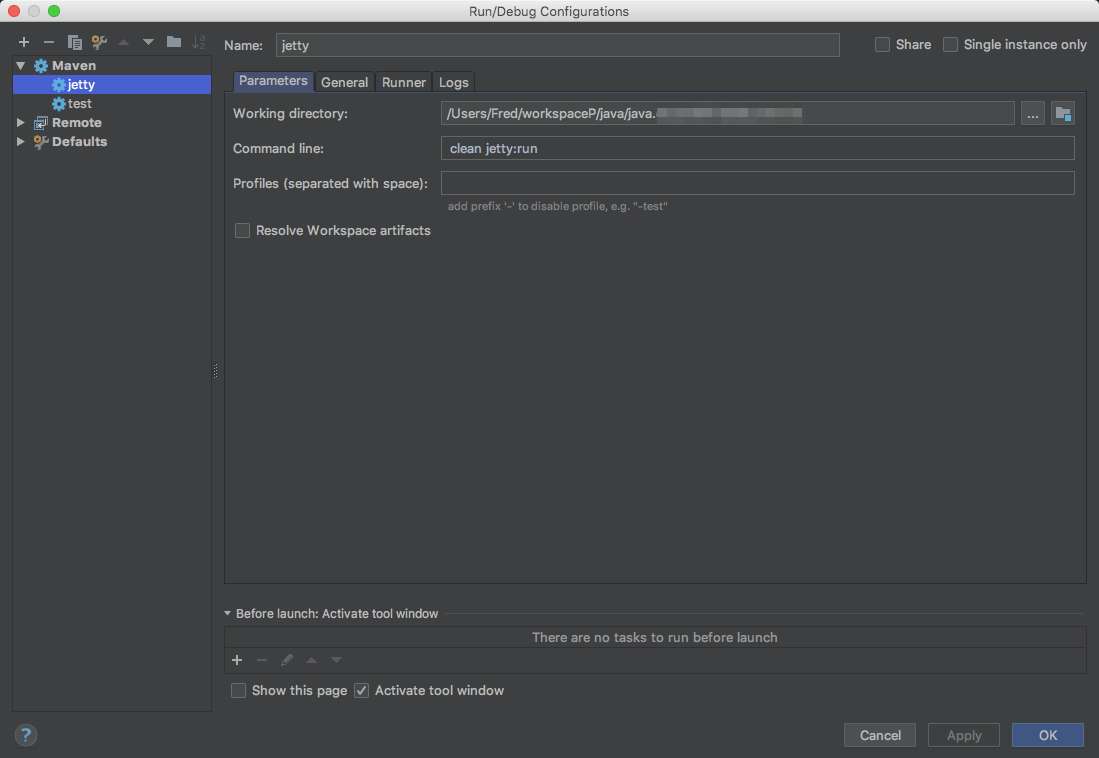 Run/Debug Configurations
Name: jetty
Share
Single instance only
Maven
jetty
test
Remote
Defaults
Parameters General Runner Logs
Working directory: /Users/Fred/workspaceP/java/java. ...
Command line: clean jetty:run
Profiles (separated with space):
add prefix '-' to disable profile, e.g. "-test"
Resolve Workspace artifacts
Before launch: Activate tool window
There are no tasks to run before launch
Show this page Activate tool window
? Cancel Apply OK